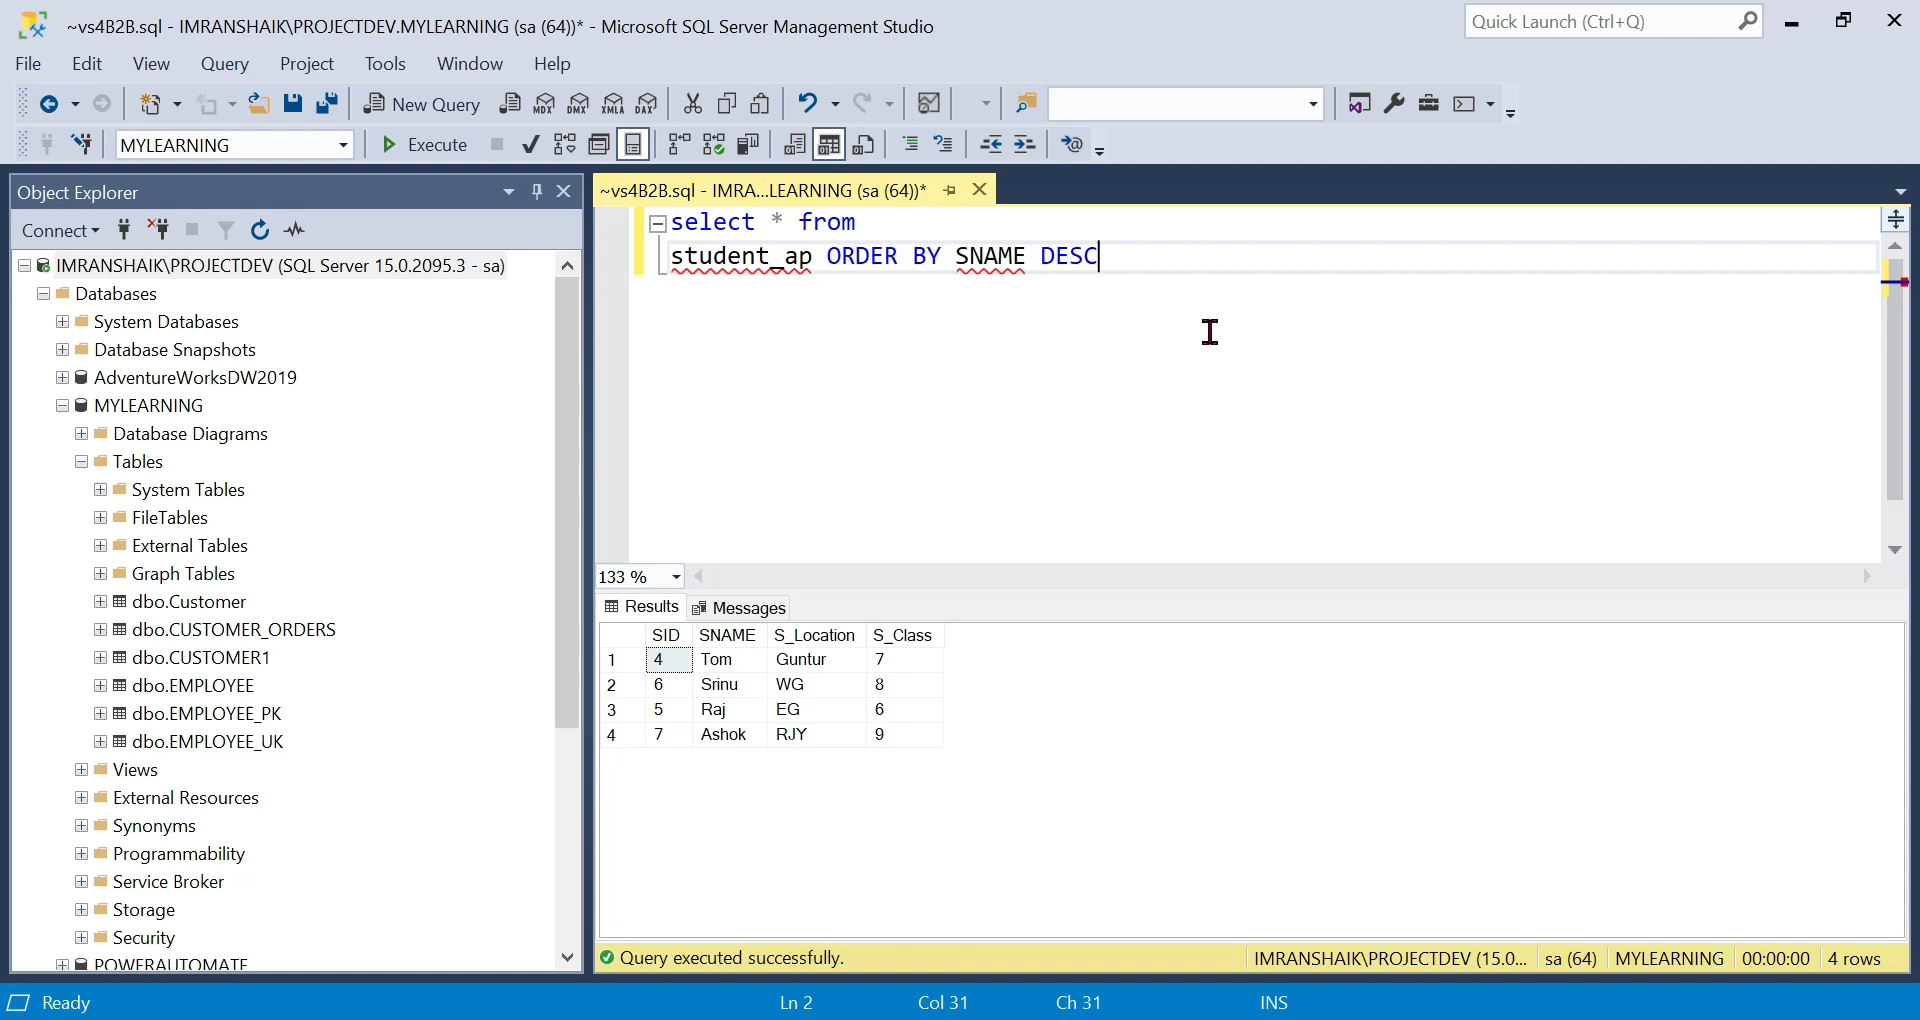 ~vs4B2B.sql - IMRANSHAIK\PROJECTDEV.MYLEARNING (sa (64))* - Microsoft SQL Server Management Studio
Quick Launch (Ctrl+Q)
File Edit View Query Project Tools Window Help
New Query MDX DMX XMLA DAX
MYLEARNING Execute
Object Explorer
~vs4B2B.sql - IMRA...LEARNING (sa (64))*
Connect
select * from
student_ap ORDER BY SNAME DESC
IMRANSHAIK\PROJECTDEV (SQL Server 15.0.2095.3 - sa)
Databases
System Databases
Database Snapshots
AdventureWorksDW2019
MYLEARNING
Database Diagrams
Tables
System Tables
FileTables
External Tables
Graph Tables
dbo.Customer
dbo.CUSTOMER_ORDERS
dbo.CUSTOMER1
dbo.EMPLOYEE
dbo.EMPLOYEE_PK
dbo.EMPLOYEE_UK
Views
External Resources
Synonyms
Programmability
Service Broker
Storage
Security
POWERAUTOMATE
133 %
Results Messages
SID SNAME S_Location S_Class
1 4 Tom Guntur 7
2 6 Srinu WG 8
3 5 Raj EG 6
4 7 Ashok RJY 9
Query executed successfully. IMRANSHAIK\PROJECTDEV (15.0... sa (64) MYLEARNING 00:00:00 4 rows
Ready Ln 2 Col 31 Ch 31 INS